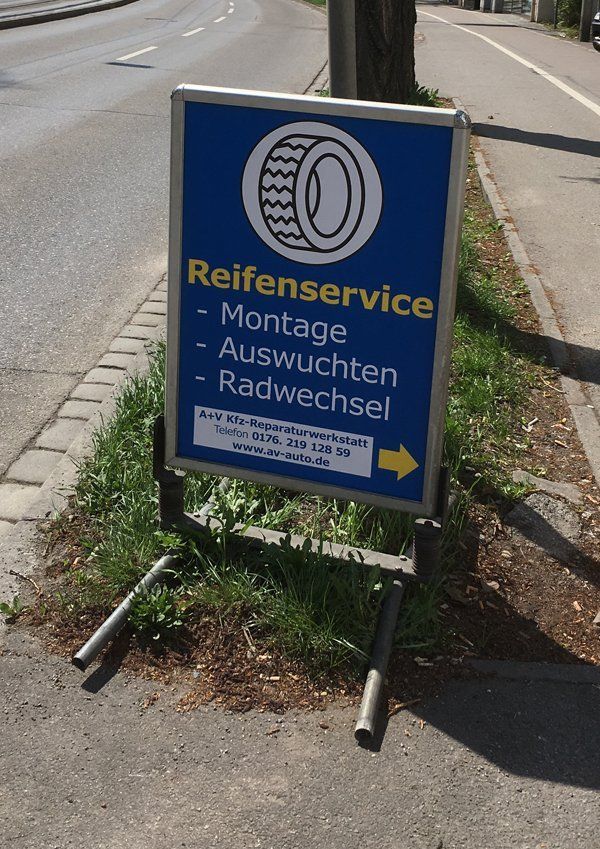 Reifenservice
- Montage
- Auswuchten
- Radwechsel
A+V Kfz-Reparaturwerkstatt
Telefon 0176. 219 128 59
www.av-auto.de